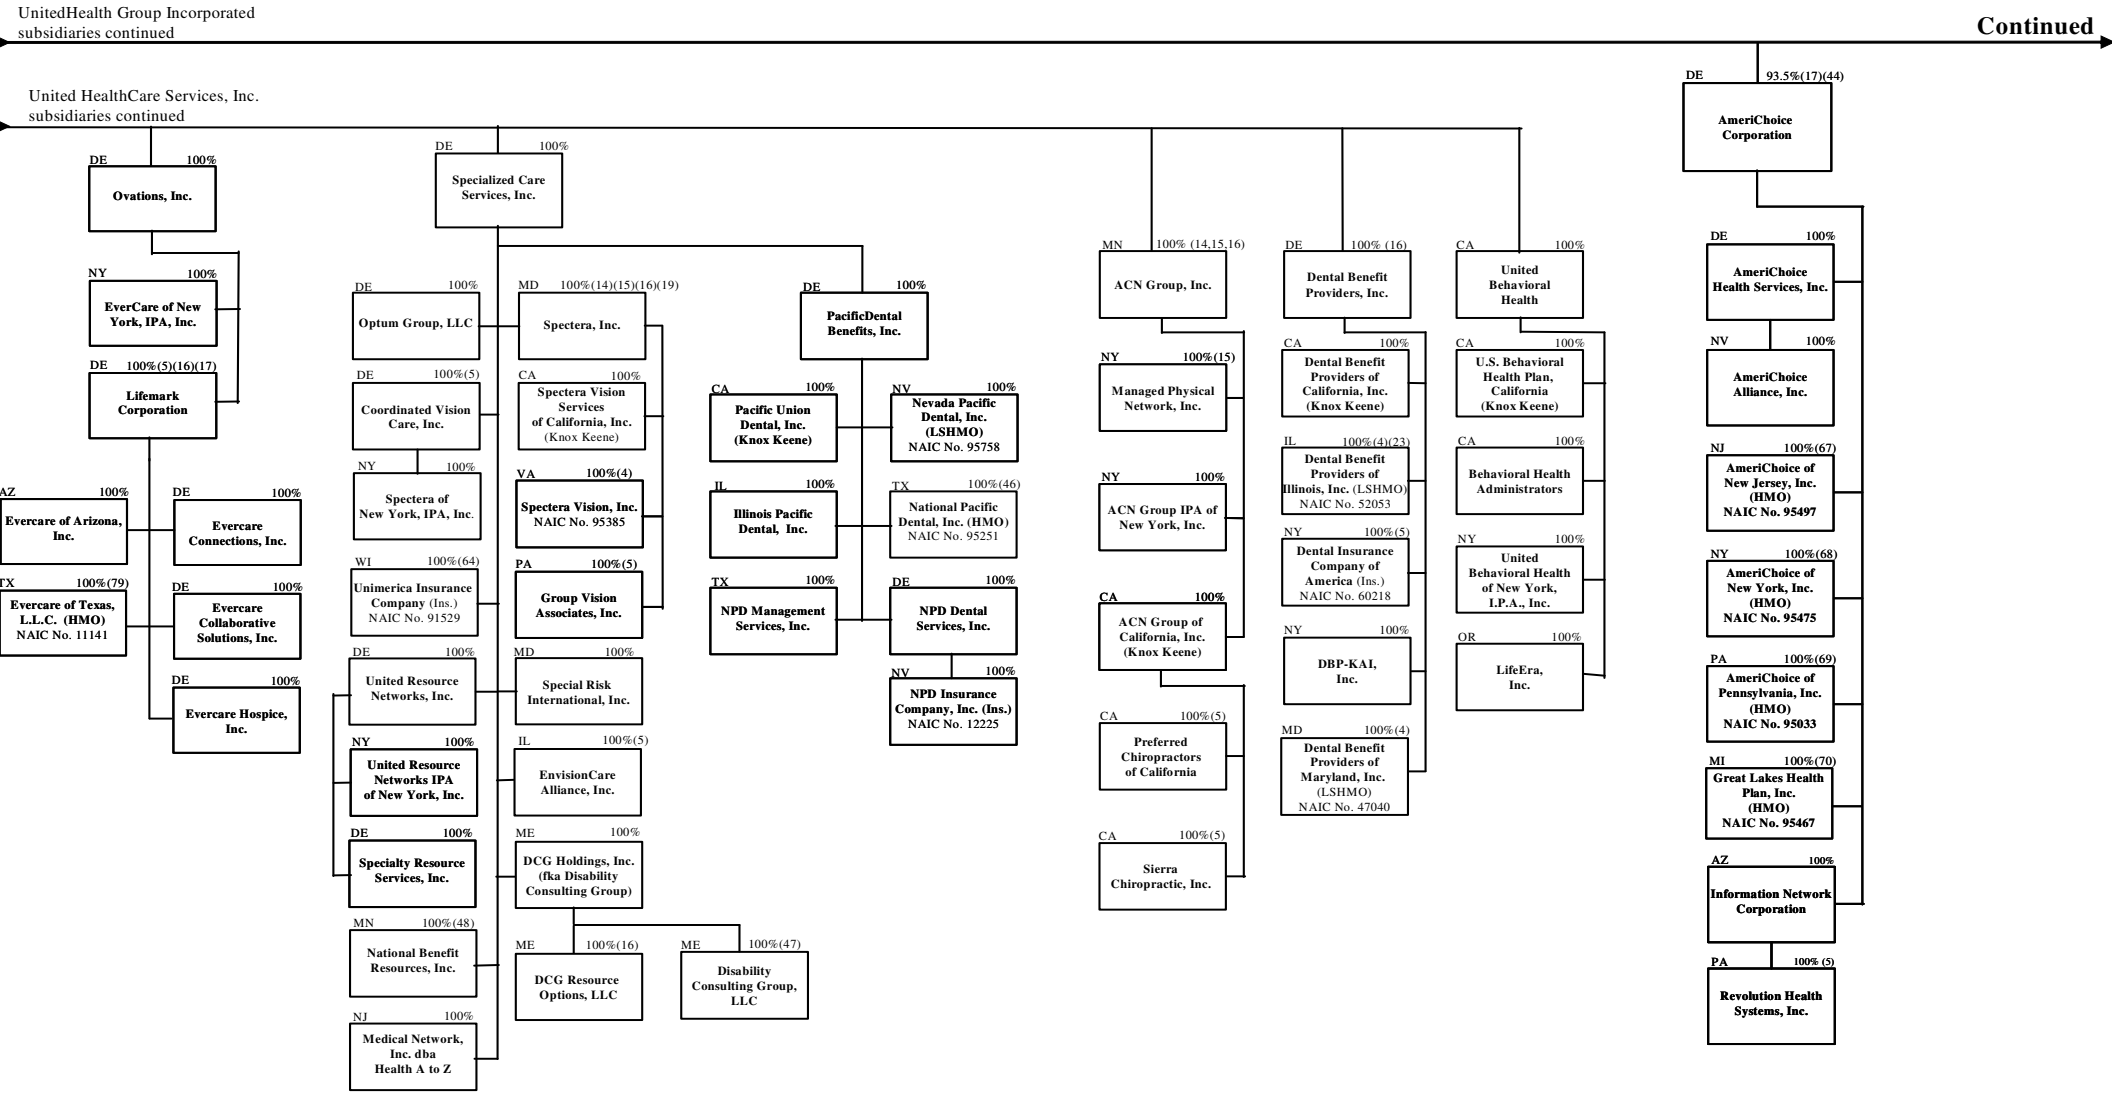 UnitedHealth Group Incorporated
subsidiaries continued
Continued
United HealthCare Services, Inc.
subsidiaries continued
DE 100%
Ovations, Inc.
NY 100%
EverCare of New
York, IPA, Inc.
DE 100%(5)(16)(17)
Lifemark
Corporation
AZ 100%
Evercare of Arizona,
Inc.
DE 100%
Evercare
Connections, Inc.
TX 100%(79)
Evercare of Texas,
L.L.C. (HMO)
NAIC No. 11141
DE 100%
Evercare
Collaborative
Solutions, Inc.
DE 100%
Evercare Hospice,
Inc.
DE 100%
Specialized Care
Services, Inc.
DE 100%
Optum Group, LLC
MD 100%(14)(15)(16)(19)
Spectera, Inc.
DE 100%(5)
Coordinated Vision
Care, Inc.
CA 100%
Spectera Vision
Services
of California, Inc.
(Knox Keene)
NY 100%
Spectera of
New York, IPA, Inc.
VA 100%(4)
Spectera Vision, Inc.
NAIC No. 95385
WI 100%(64)
Unimerica Insurance
Company (Ins.)
NAIC No. 91529
PA 100%(5)
Group Vision
Associates, Inc.
DE 100%
United Resource
Networks, Inc.
MD 100%
Special Risk
International, Inc.
NY 100%
United Resource
Networks IPA
of New York, Inc.
IL 100%(5)
EnvisionCare
Alliance, Inc.
DE 100%
Specialty Resource
Services, Inc.
ME 100%
DCG Holdings, Inc.
(fka Disability
Consulting Group)
MN 100%(48)
National Benefit
Resources, Inc.
ME 100%(16)
DCG Resource
Options, LLC
ME 100%(47)
Disability
Consulting Group,
LLC
NJ 100%
Medical Network,
Inc. dba
Health A to Z
DE 100%
PacificDental
Benefits, Inc.
CA 100%
Pacific Union
Dental, Inc.
(Knox Keene)
NV 100%
Nevada Pacific
Dental, Inc.
(LSHMO)
NAIC No. 95758
IL 100%
Illinois Pacific
Dental, Inc.
TX 100%(46)
National Pacific
Dental, Inc. (HMO)
NAIC No. 95251
TX 100%
NPD Management
Services, Inc.
DE 100%
NPD Dental
Services, Inc.
NV 100%
NPD Insurance
Company, Inc. (Ins.)
NAIC No. 12225
MN 100% (14,15,16)
ACN Group, Inc.
NY 100%(15)
Managed Physical
Network, Inc.
NY 100%
ACN Group IPA of
New York, Inc.
CA 100%
ACN Group of
California, Inc.
(Knox Keene)
CA 100%(5)
Preferred
Chiropractors
of California
CA 100%(5)
Sierra
Chiropractic, Inc.
DE 100% (16)
Dental Benefit
Providers, Inc.
CA 100%
Dental Benefit
Providers of
California, Inc.
(Knox Keene)
IL 100%(4)(23)
Dental Benefit
Providers of
Illinois, Inc. (LSHMO)
NAIC No. 52053
NY 100%(5)
Dental Insurance
Company of
America (Ins.)
NAIC No. 60218
NY 100%
DBP-KAI,
Inc.
MD 100%(4)
Dental Benefit
Providers of
Maryland, Inc.
(LSHMO)
NAIC No. 47040
CA 100%
United
Behavioral
Health
CA 100%
U.S. Behavioral
Health Plan,
California
(Knox Keene)
CA 100%
Behavioral Health
Administrators
NY 100%
United
Behavioral Health
of New York,
I.P.A., Inc.
OR 100%
LifeEra,
Inc.
DE 93.5%(17)(44)
AmeriChoice
Corporation
DE 100%
AmeriChoice
Health Services, Inc.
NV 100%
AmeriChoice
Alliance, Inc.
NJ 100%(67)
AmeriChoice of
New Jersey, Inc.
(HMO)
NAIC No. 95497
NY 100%(68)
AmeriChoice of
New York, Inc.
(HMO)
NAIC No. 95475
PA 100%(69)
AmeriChoice of
Pennsylvania, Inc.
(HMO)
NAIC No. 95033
MI 100%(70)
Great Lakes Health
Plan, Inc.
(HMO)
NAIC No. 95467
AZ 100%
Information Network
Corporation
PA 100% (5)
Revolution Health
Systems, Inc.